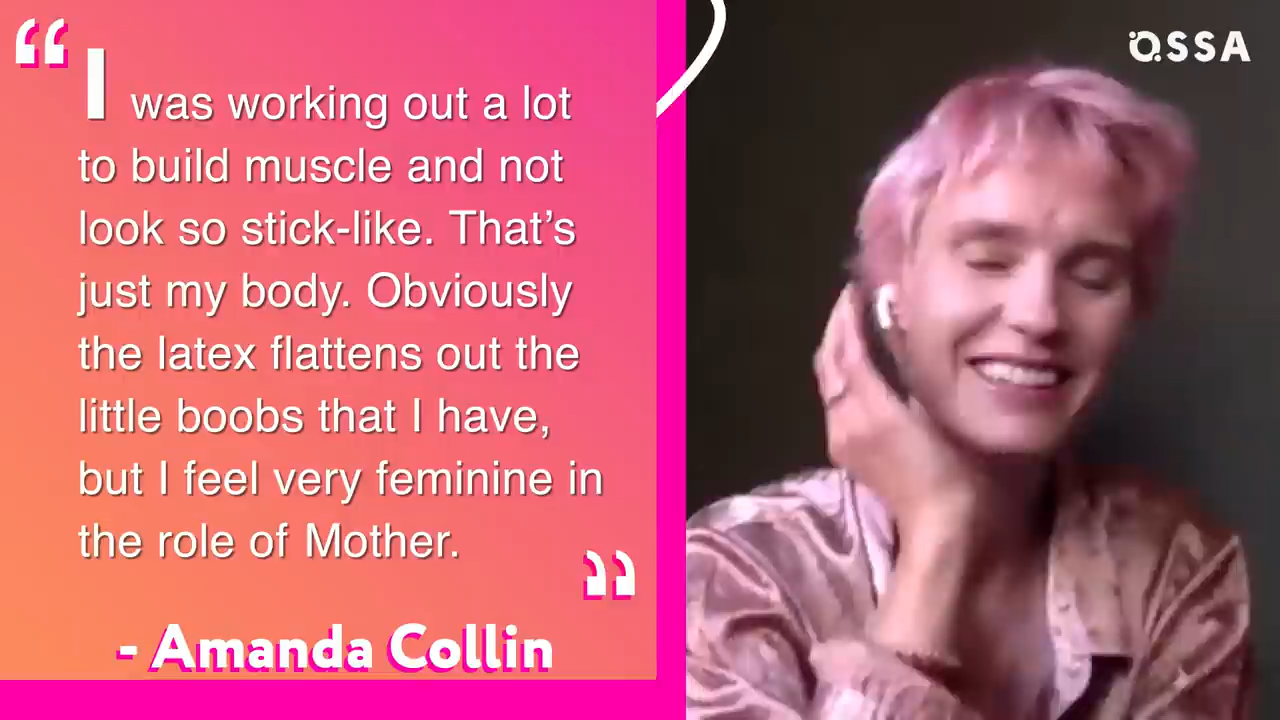 “
I was working out a lot
to build muscle and not
look so stick-like. That’s
just my body. Obviously
the latex flattens out the
little boobs that I have,
but I feel very feminine in
the role of Mother.
”
- Amanda Collin
OSSA